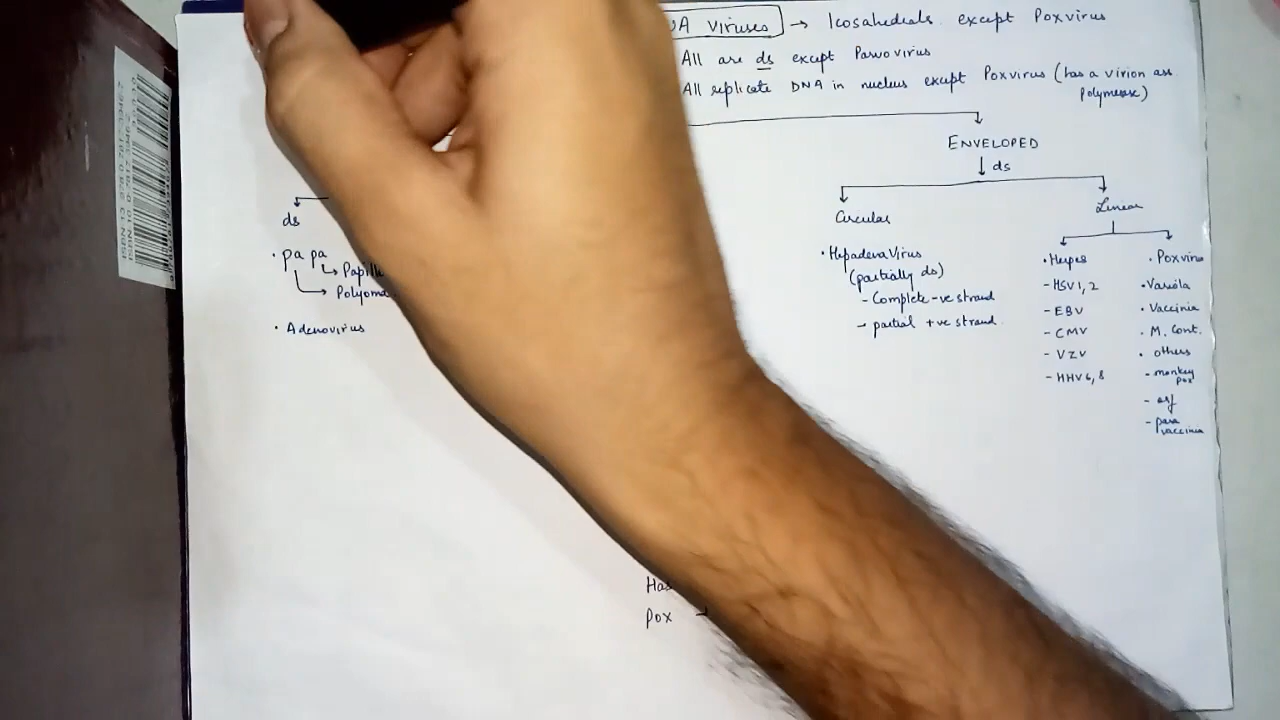 A Viruses → Icosahedrals except Poxvirus
All are ds except Parvovirus
All replicate DNA in nucleus except Poxvirus (has a virion ass
polymerase)
ENVELOPED
↓ ds
ds
Circular
Linear
• pa pa
Papill
Polyoma
• Adenovirus
• HepadnaVirus
(partially ds)
- Complete -ve strand
→ partial +ve strand
• Herpes
- HSV 1, 2
- EBV
- CMV
- VZV
- HHV 6, 8
• Poxvirus
• Variola
• Vaccinia
• M. Cont.
• others
- monkey
pox
- orf
- para
vaccinia
Pox